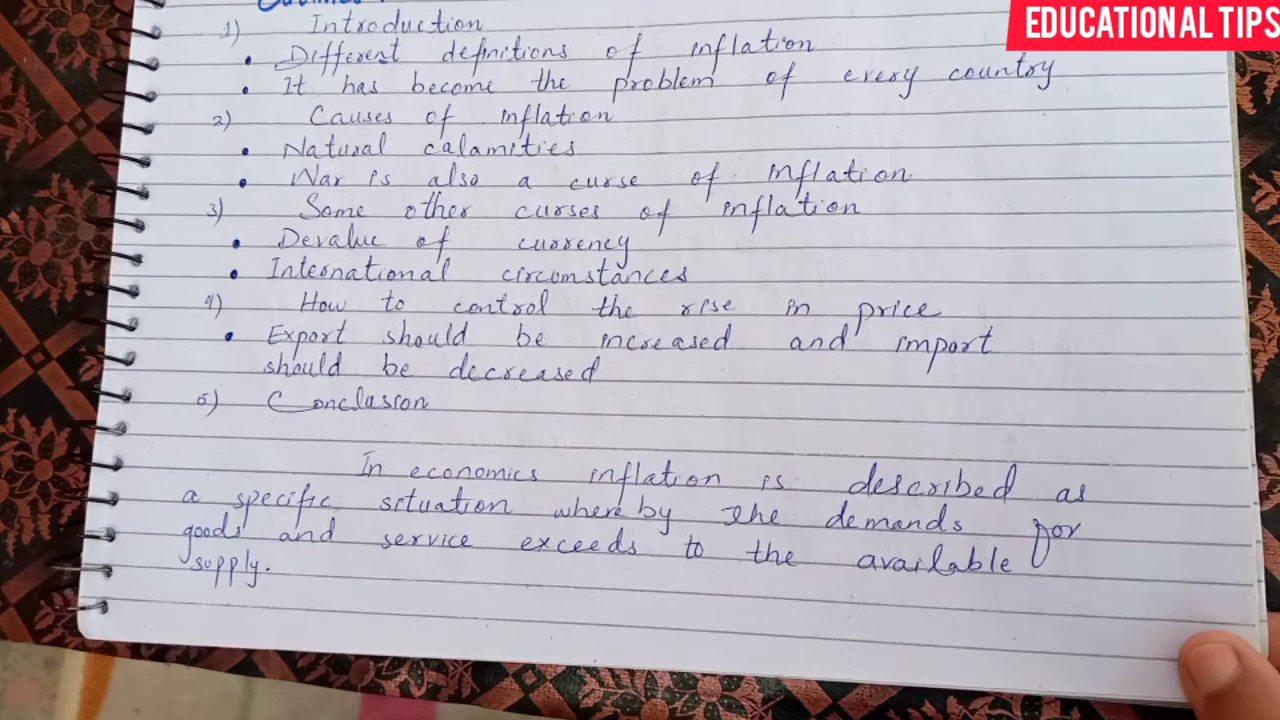 EDUCATIONAL TIPS
Outlines :
1) Introduction
• Different definitions of inflation
• It has become the problem of every country
2) Causes of inflation
• Natural calamities
• War is also a curse of inflation
3) Some other curses of inflation
• Devalue of currency
• International circomstances
4) How to control the rise in price
• Export should be increased and import
should be decreased
5) Conclusion
In economics inflation is described as
a specific situation where by the demands for
goods and service exceeds to the available
supply.